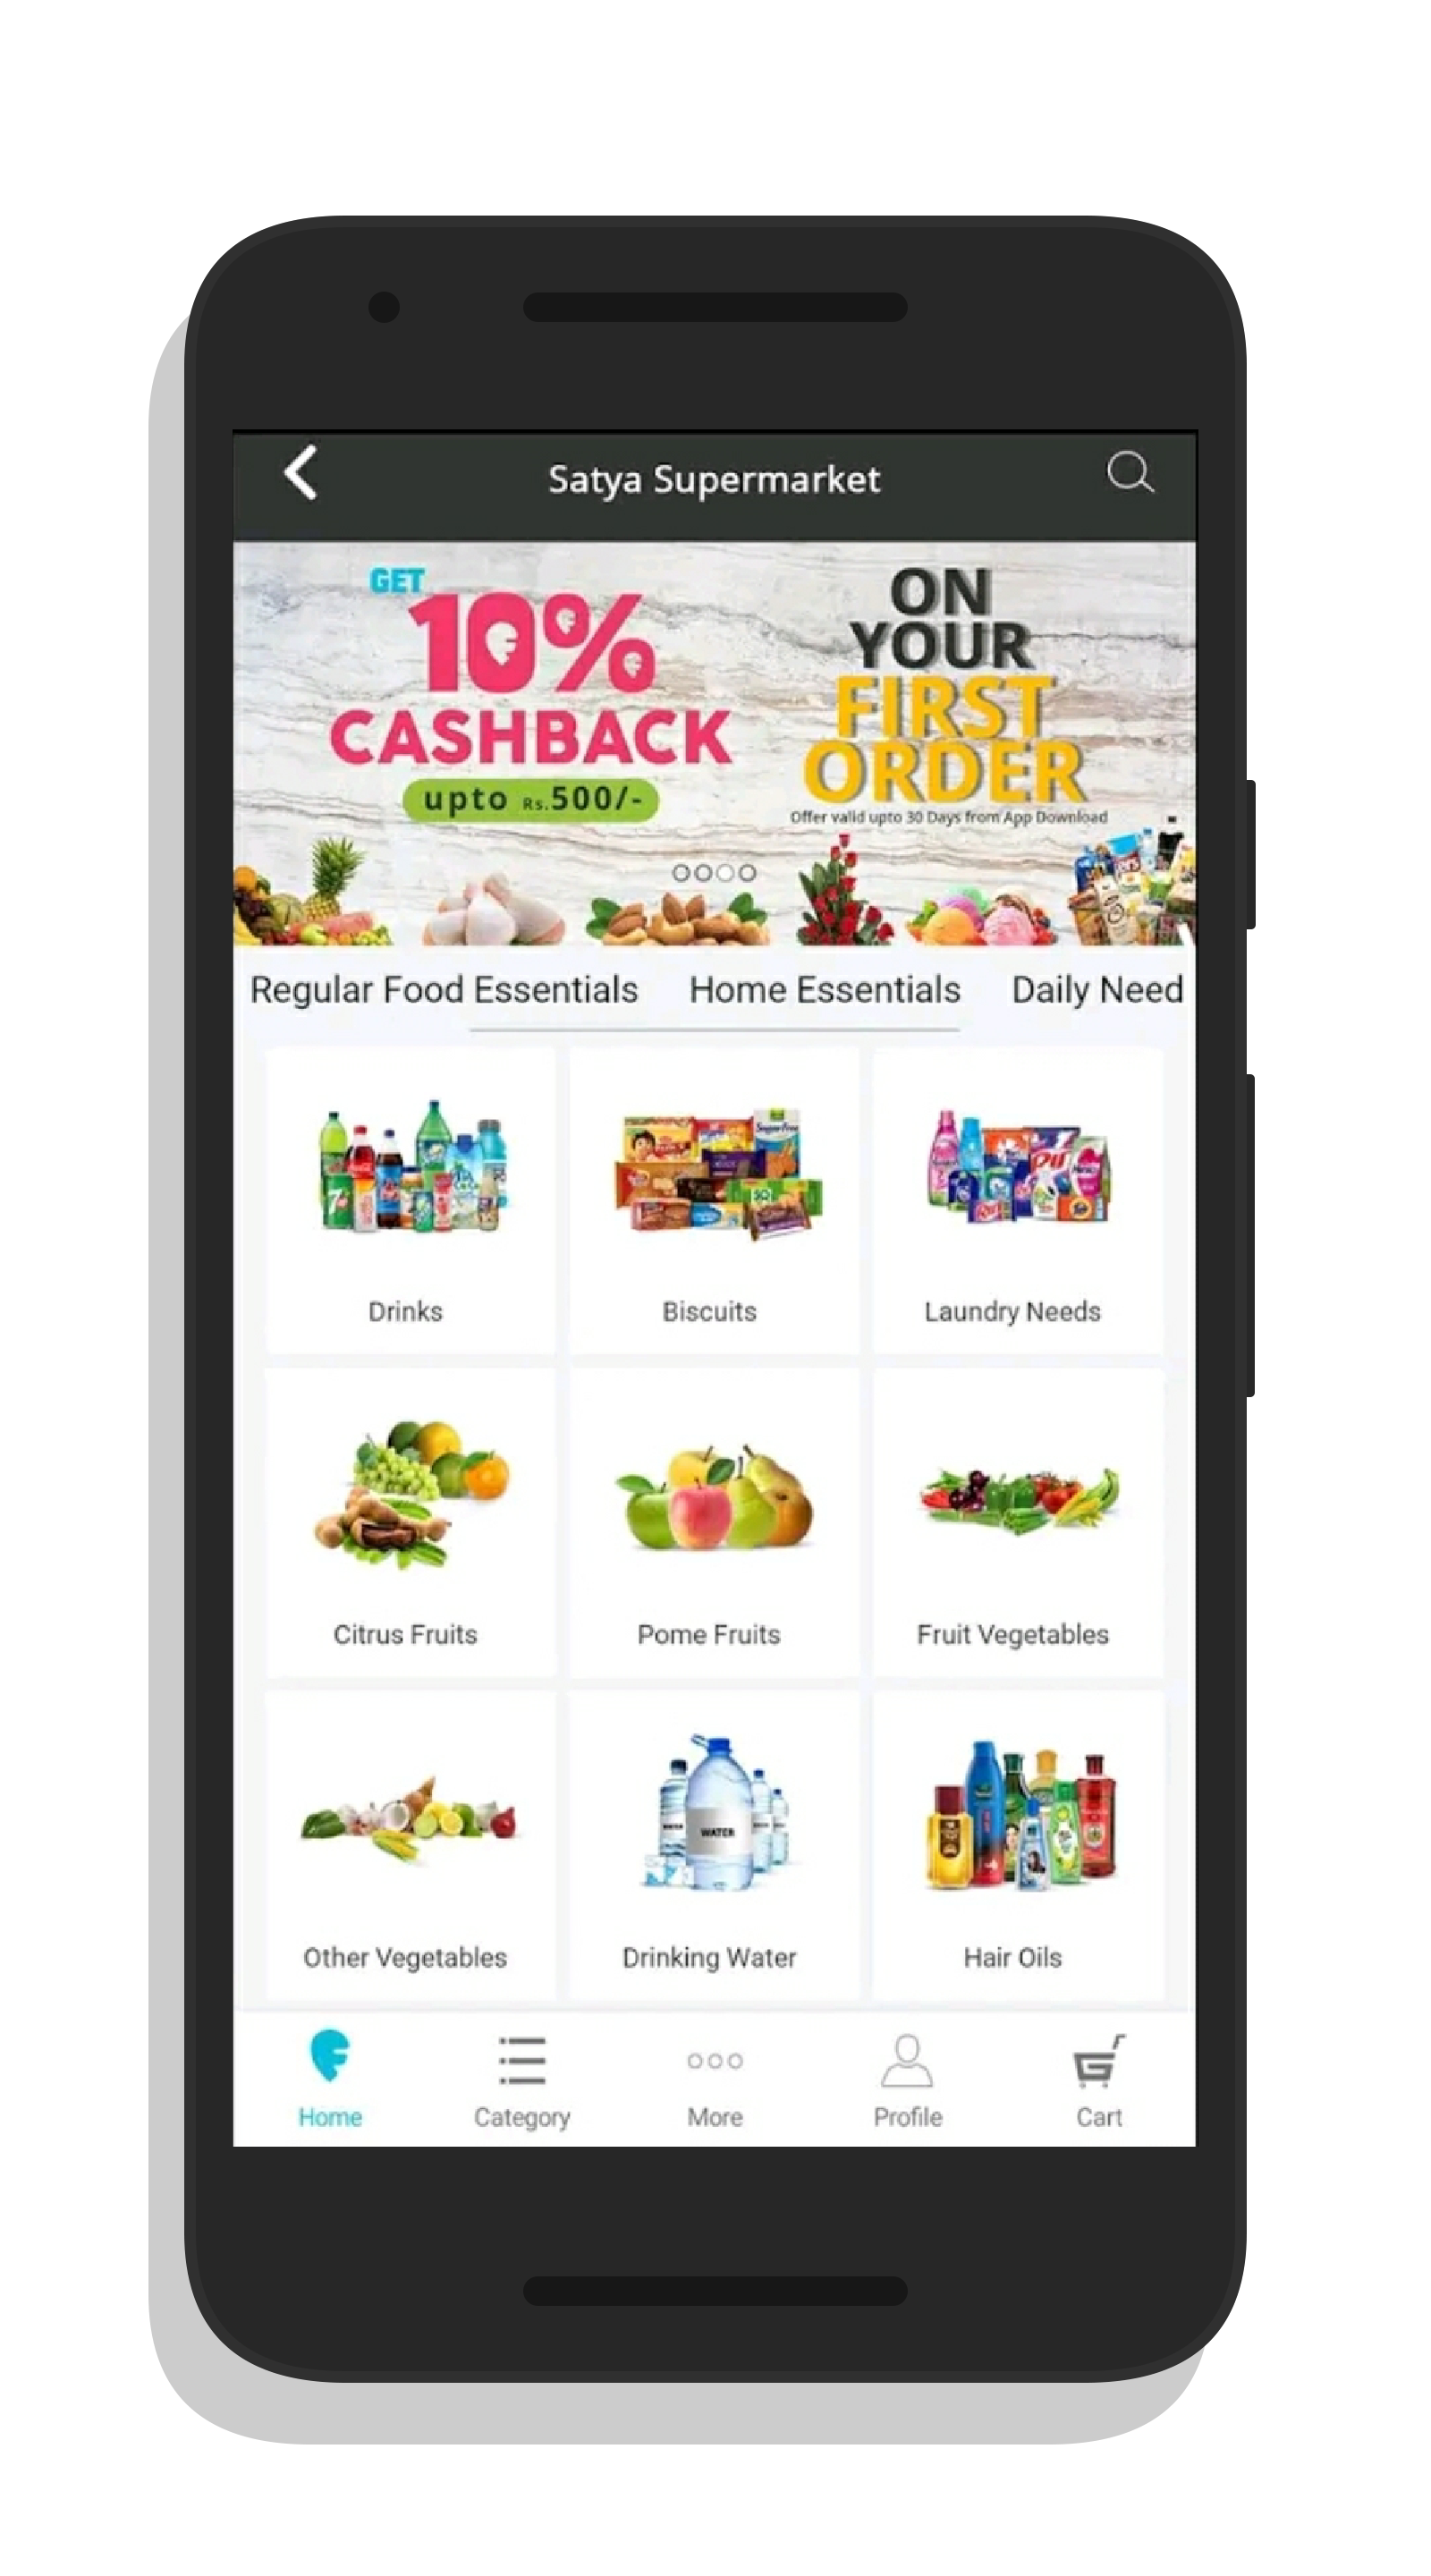 Satya Supermarket
GET
10%
CASHBACK
upto Rs.500/-
ON
YOUR
FIRST
ORDER
Offer valid upto 30 Days from App Download
Regular Food Essentials Home Essentials Daily Need
Drinks Biscuits Laundry Needs
Citrus Fruits Pome Fruits Fruit Vegetables
WATER
Other Vegetables Drinking Water Hair Oils
Home Category More Profile Cart